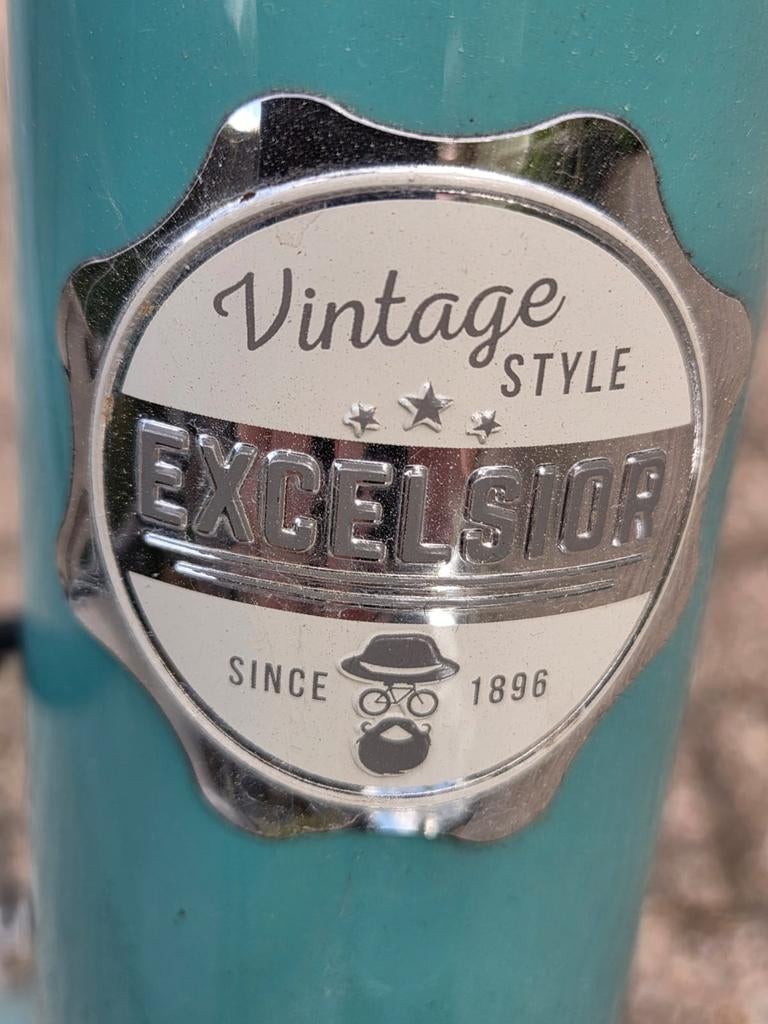 Vintage
STYLE
EXCELSIOR
SINCE 1896